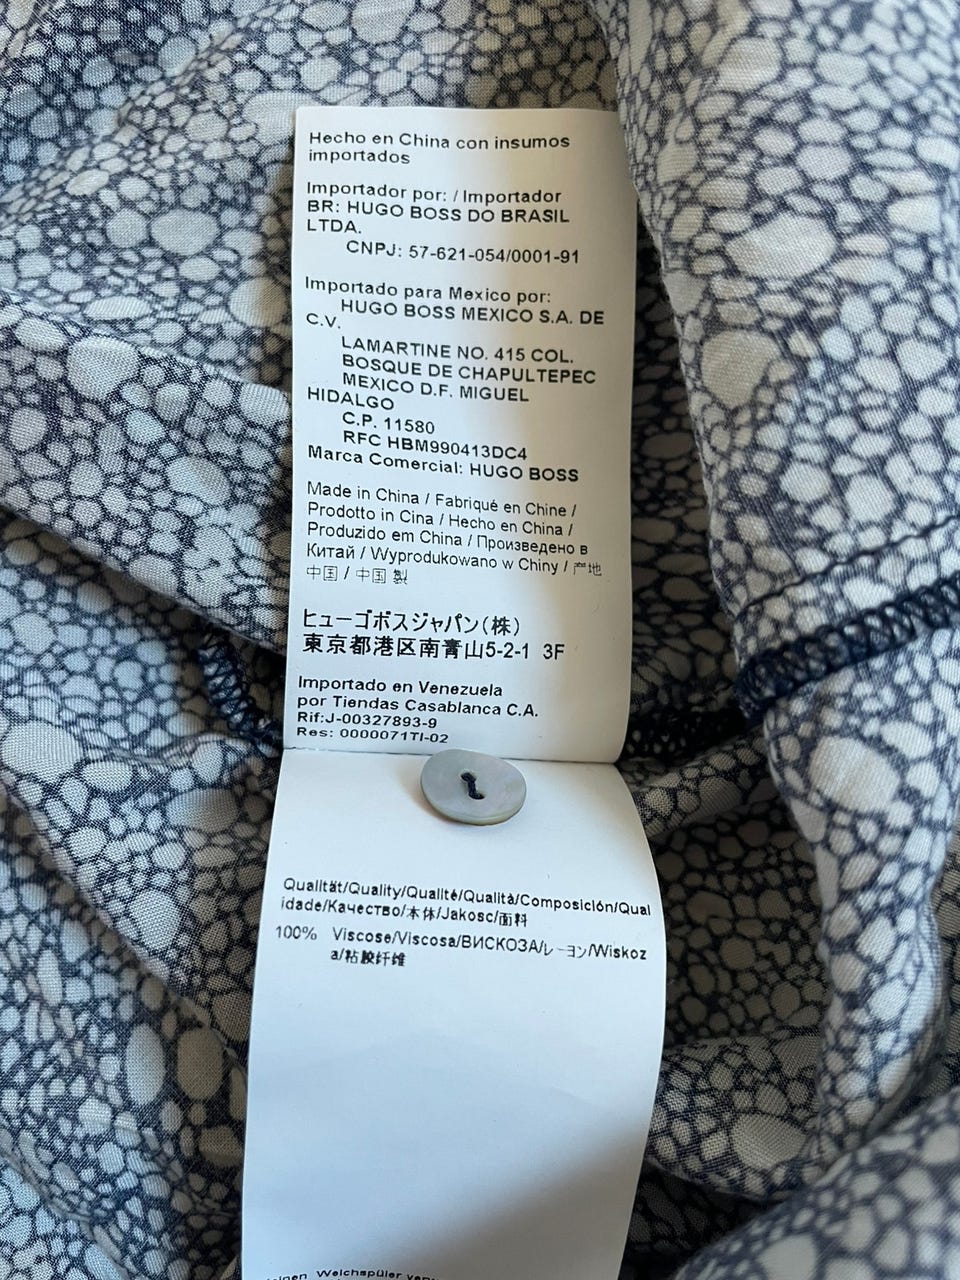 Hecho en China con insumos
importados
Importador por: / Importador
BR: HUGO BOSS DO BRASIL
LTDA.
CNPJ: 57-621-054/0001-91
Importado para Mexico por:
HUGO BOSS MEXICO S.A. DE
C.V.
LAMARTINE NO. 415 COL.
BOSQUE DE CHAPULTEPEC
MEXICO D.F. MIGUEL
HIDALGO
C.P. 11580
RFC HBM990413DC4
Marca Comercial: HUGO BOSS
Made in China / Fabriqué en Chine /
Prodotto in Cina / Hecho en China /
Produzido em China / Произведено в
Китай / Wyprodukowano w Chiny / 产地
中国 / 中国 製
ヒューゴボスジャパン(株)
東京都港区南青山5-2-1 3F
Importado en Venezuela
por Tiendas Casablanca C.A.
Rif:J-00327893-9
Res: 0000071TI-02
Qualität/Quality/Qualité/Qualità/Composición/Qual
idade/Качество/本体/Jakosc/面料
100% Viscose/Viscosa/ВИСКОЗА/レーヨン/Wiskoz
a/粘胶纤维
Weichspüler